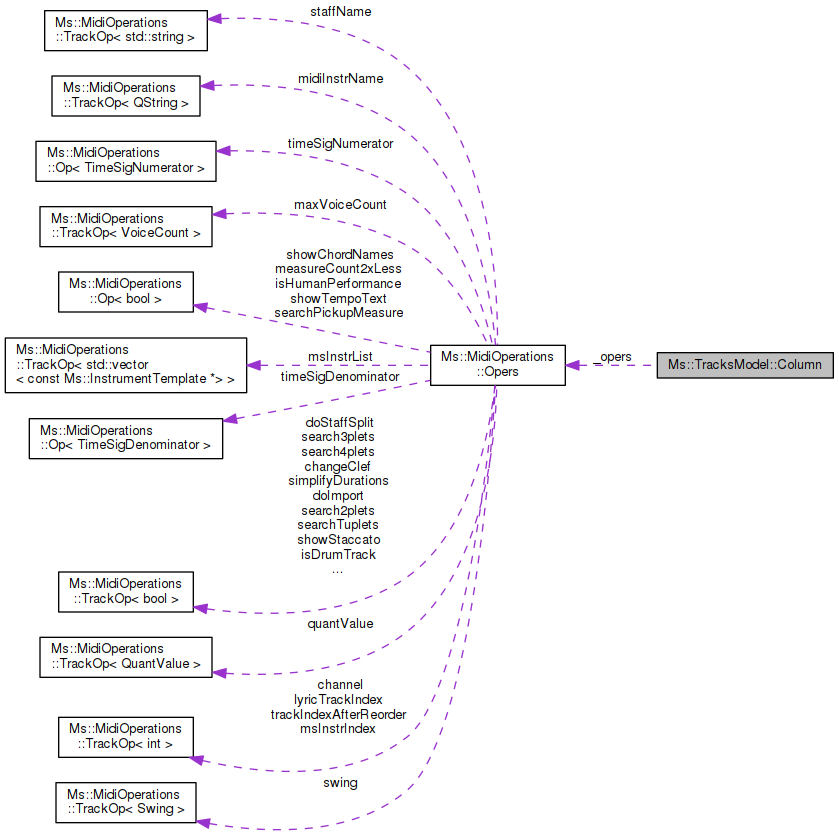 staffName
Ms::MidiOperations
::TrackOp< std::string >
midiInstrName
Ms::MidiOperations
::TrackOp< QString >
timeSigNumerator
Ms::MidiOperations
::Op< TimeSigNumerator >
maxVoiceCount
Ms::MidiOperations
::TrackOp< VoiceCount >
showChordNames
measureCount2xLess
isHumanPerformance
showTempoText
searchPickupMeasure
Ms::MidiOperations
::Op< bool >
Ms::MidiOperations
::TrackOp< std::vector
< const Ms::InstrumentTemplate *> >
msInstrList
Ms::MidiOperations
::Opers
_opers
Ms::TracksModel::Column
timeSigDenominator
Ms::MidiOperations
::Op< TimeSigDenominator >
doStaffSplit
search3plets
search4plets
changeClef
simplifyDurations
doImport
search2plets
searchTuplets
showStaccato
isDrumTrack
...
Ms::MidiOperations
::TrackOp< bool >
quantValue
Ms::MidiOperations
::TrackOp< QuantValue >
channel
lyricTrackIndex
trackIndexAfterReorder
msInstrIndex
Ms::MidiOperations
::TrackOp< int >
swing
Ms::MidiOperations
::TrackOp< Swing >